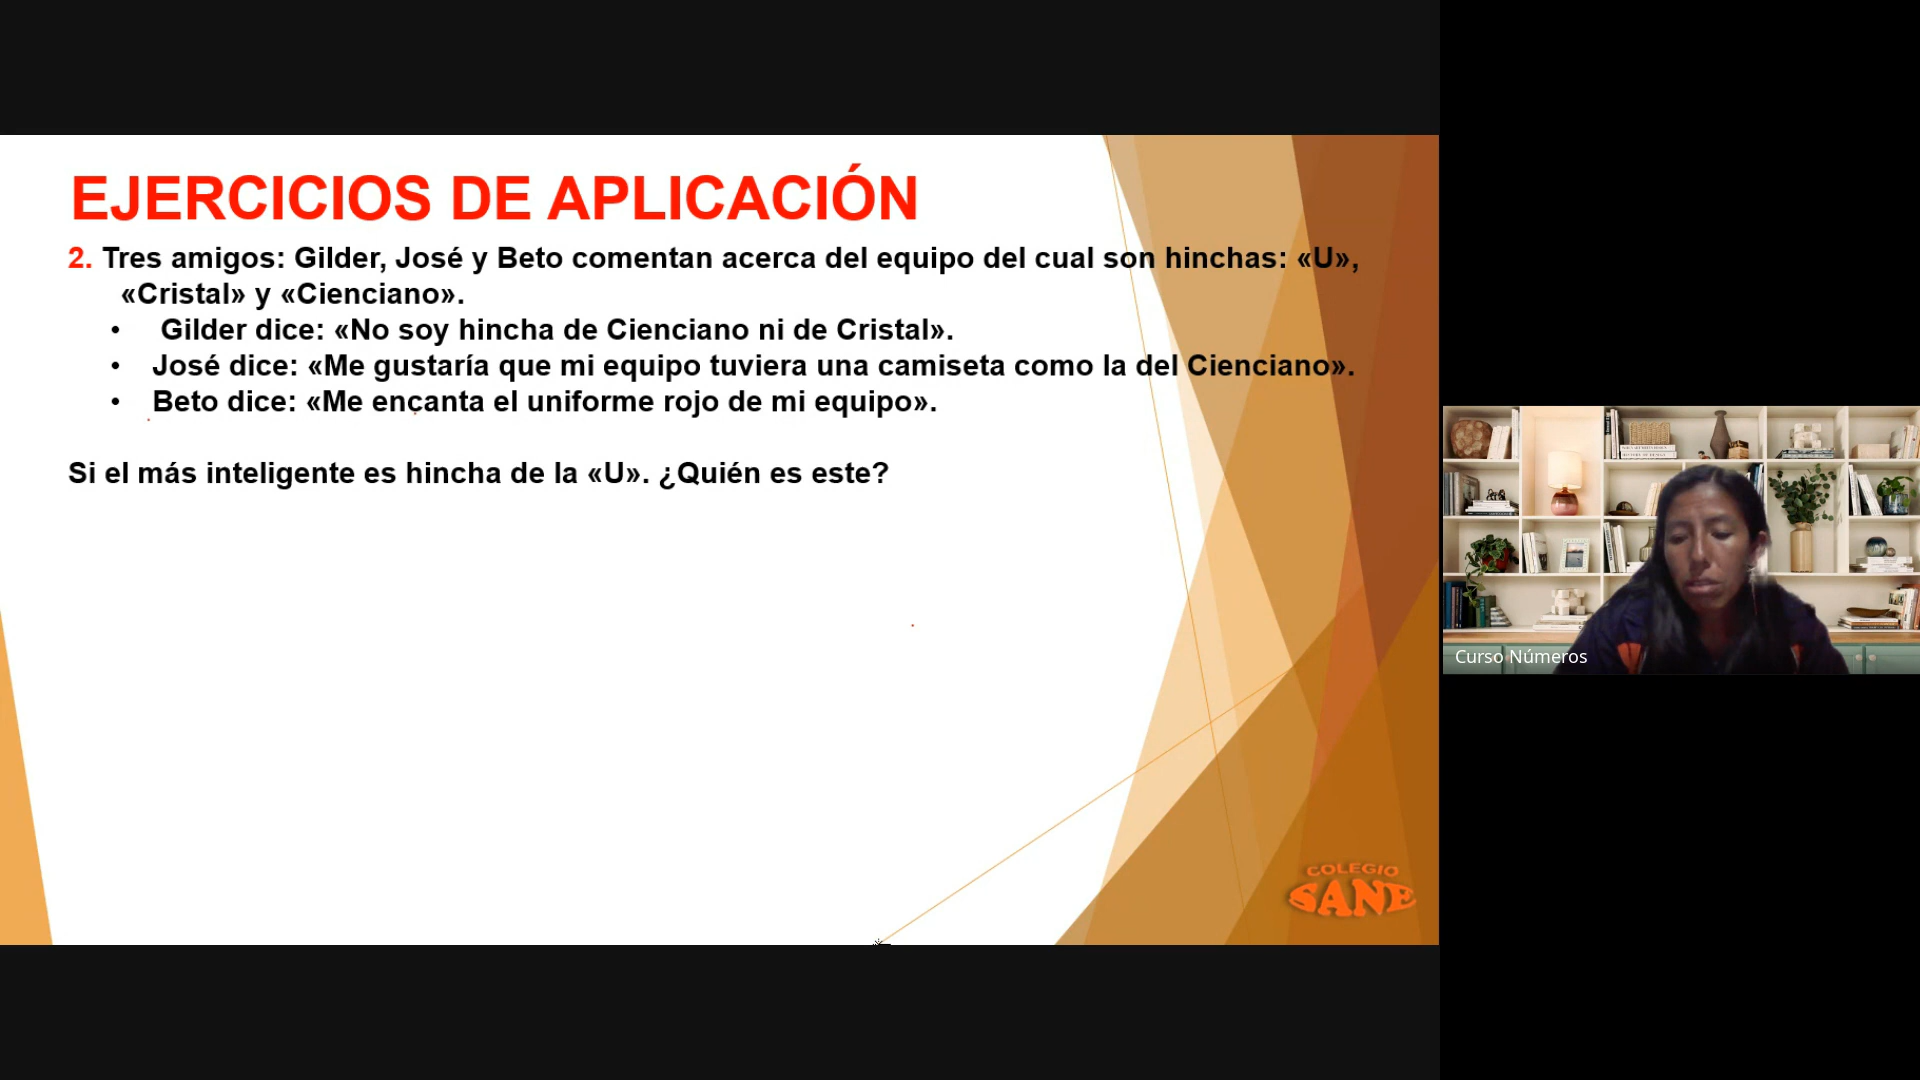 EJERCICIOS DE APLICACIÓN
2. Tres amigos: Gilder, José y Beto comentan acerca del equipo del cual son hinchas: «U»,
«Cristal» y «Cienciano».
• Gilder dice: «No soy hincha de Cienciano ni de Cristal».
• José dice: «Me gustaría que mi equipo tuviera una camiseta como la del Cienciano».
• Beto dice: «Me encanta el uniforme rojo de mi equipo».
Si el más inteligente es hincha de la «U». ¿Quién es este?
COLEGIO
SANE
Curso Números